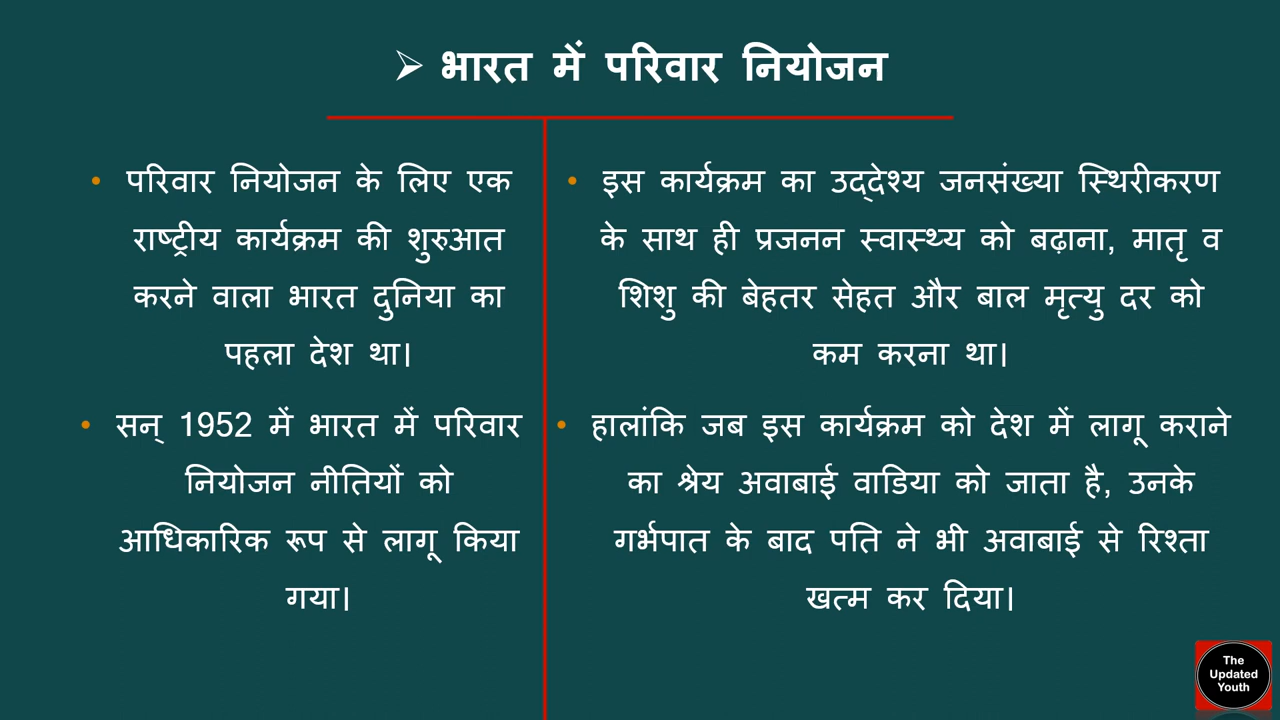 ➢ भारत में परिवार नियोजन
• परिवार नियोजन के लिए एक
राष्ट्रीय कार्यक्रम की शुरुआत
करने वाला भारत दुनिया का
पहला देश था।
• सन् 1952 में भारत में परिवार
नियोजन नीतियों को
आधिकारिक रूप से लागू किया
गया।
• इस कार्यक्रम का उद्देश्य जनसंख्या स्थिरीकरण
के साथ ही प्रजनन स्वास्थ्य को बढ़ाना, मातृ व
शिशु की बेहतर सेहत और बाल मृत्यु दर को
कम करना था।
• हालांकि जब इस कार्यक्रम को देश में लागू कराने
का श्रेय अवाबाई वाडिया को जाता है, उनके
गर्भपात के बाद पति ने भी अवाबाई से रिश्ता
खत्म कर दिया।
The
Updated
Youth